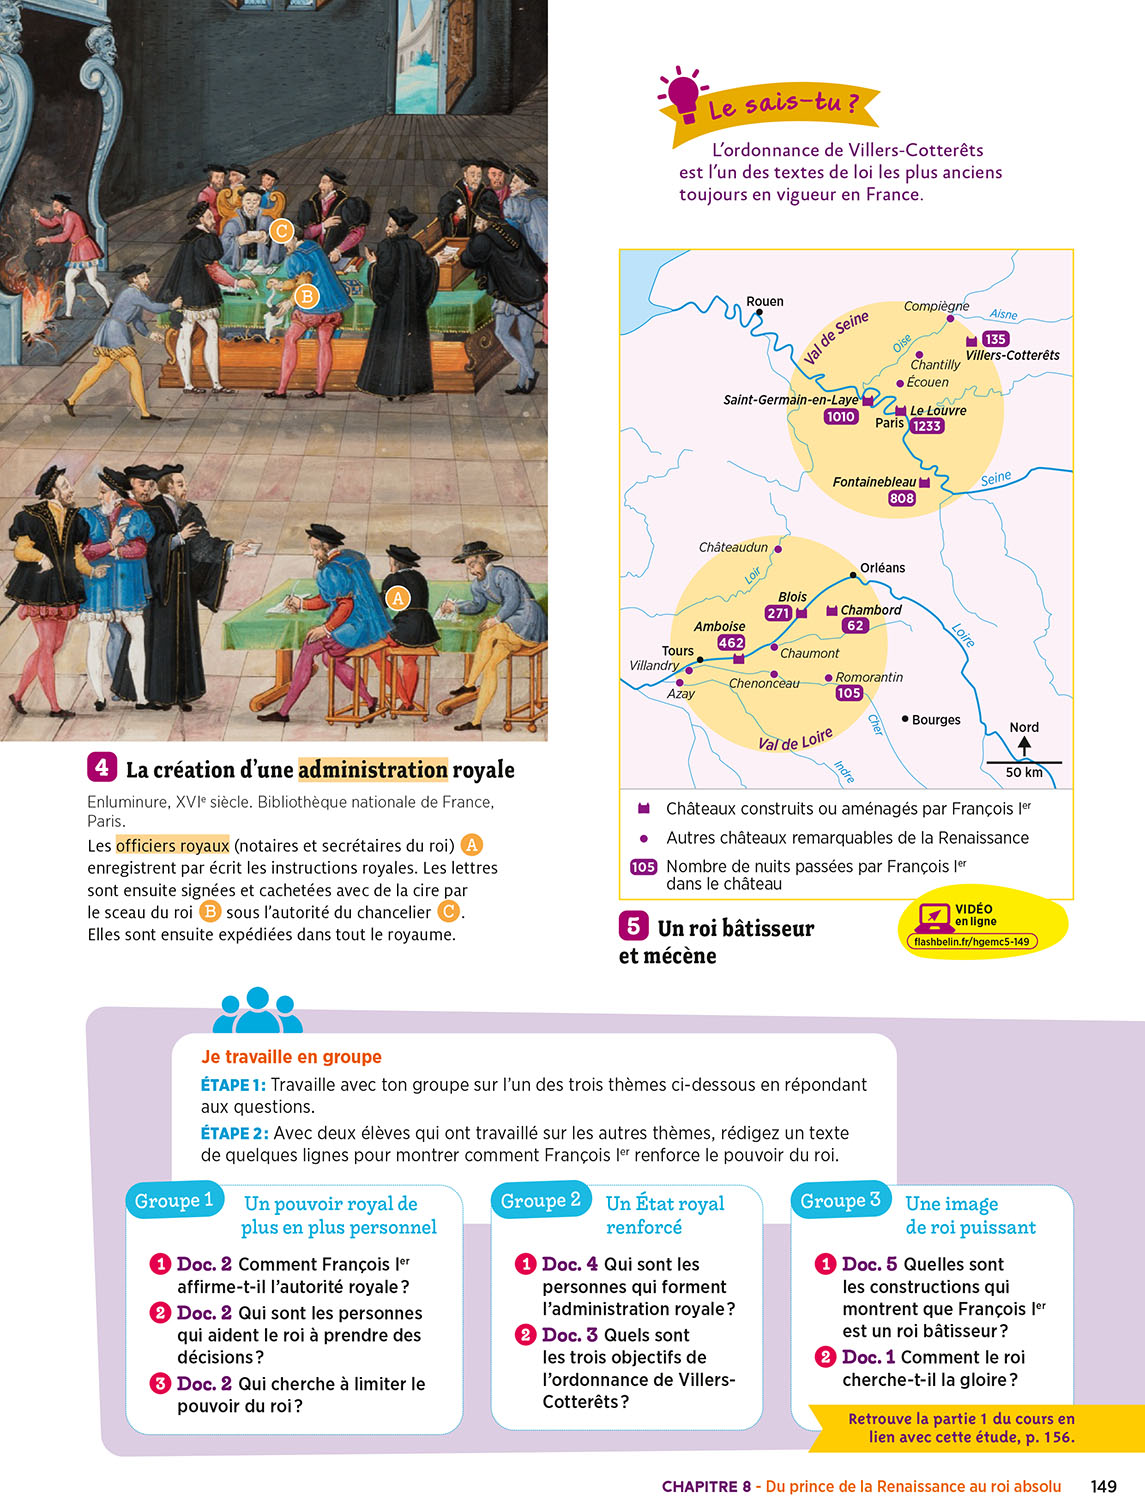 Le sais-tu ?
L'ordonnance de Villers-Cotterêts
est l'un des textes de loi les plus anciens
toujours en vigueur en France.
C
B
A
Rouen
Val de Seine
Compiègne
Aisne
Oise
135
Villers-Cotterêts
Chantilly
Écouen
Saint-Germain-en-Laye
1010
Le Louvre
Paris
1233
Fontainebleau
808
Seine
Châteaudun
Loir
Orléans
Blois
271
Chambord
62
Amboise
462
Loire
Tours
Chaumont
Villandry
Azay
Chenonceau
Romorantin
105
Cher
Bourges
Val de Loire
Indre
Nord
50 km
Châteaux construits ou aménagés par François Ier
Autres châteaux remarquables de la Renaissance
105 Nombre de nuits passées par François Ier
dans le château
4 La création d'une administration royale
Enluminure, XVIe siècle. Bibliothèque nationale de France,
Paris.
Les officiers royaux (notaires et secrétaires du roi) A
enregistrent par écrit les instructions royales. Les lettres
sont ensuite signées et cachetées avec de la cire par
le sceau du roi B sous l'autorité du chancelier C.
Elles sont ensuite expédiées dans tout le royaume.
5 Un roi bâtisseur
et mécène
VIDÉO
en ligne
flashbelin.fr/hgemc5-149
Je travaille en groupe
ÉTAPE 1 : Travaille avec ton groupe sur l'un des trois thèmes ci-dessous en répondant
aux questions.
ÉTAPE 2 : Avec deux élèves qui ont travaillé sur les autres thèmes, rédigez un texte
de quelques lignes pour montrer comment François Ier renforce le pouvoir du roi.
Groupe 1 Un pouvoir royal de
plus en plus personnel
1 Doc. 2 Comment François Ier
affirme-t-il l'autorité royale ?
2 Doc. 2 Qui sont les personnes
qui aident le roi à prendre des
décisions ?
3 Doc. 2 Qui cherche à limiter le
pouvoir du roi ?
Groupe 2 Un État royal
renforcé
1 Doc. 4 Qui sont les
personnes qui forment
l'administration royale ?
2 Doc. 3 Quels sont
les trois objectifs de
l'ordonnance de Villers-
Cotterêts ?
Groupe 3 Une image
de roi puissant
1 Doc. 5 Quelles sont
les constructions qui
montrent que François Ier
est un roi bâtisseur ?
2 Doc. 1 Comment le roi
cherche-t-il la gloire ?
Retrouve la partie 1 du cours en
lien avec cette étude, p. 156.
CHAPITRE 8 - Du prince de la Renaissance au roi absolu 149